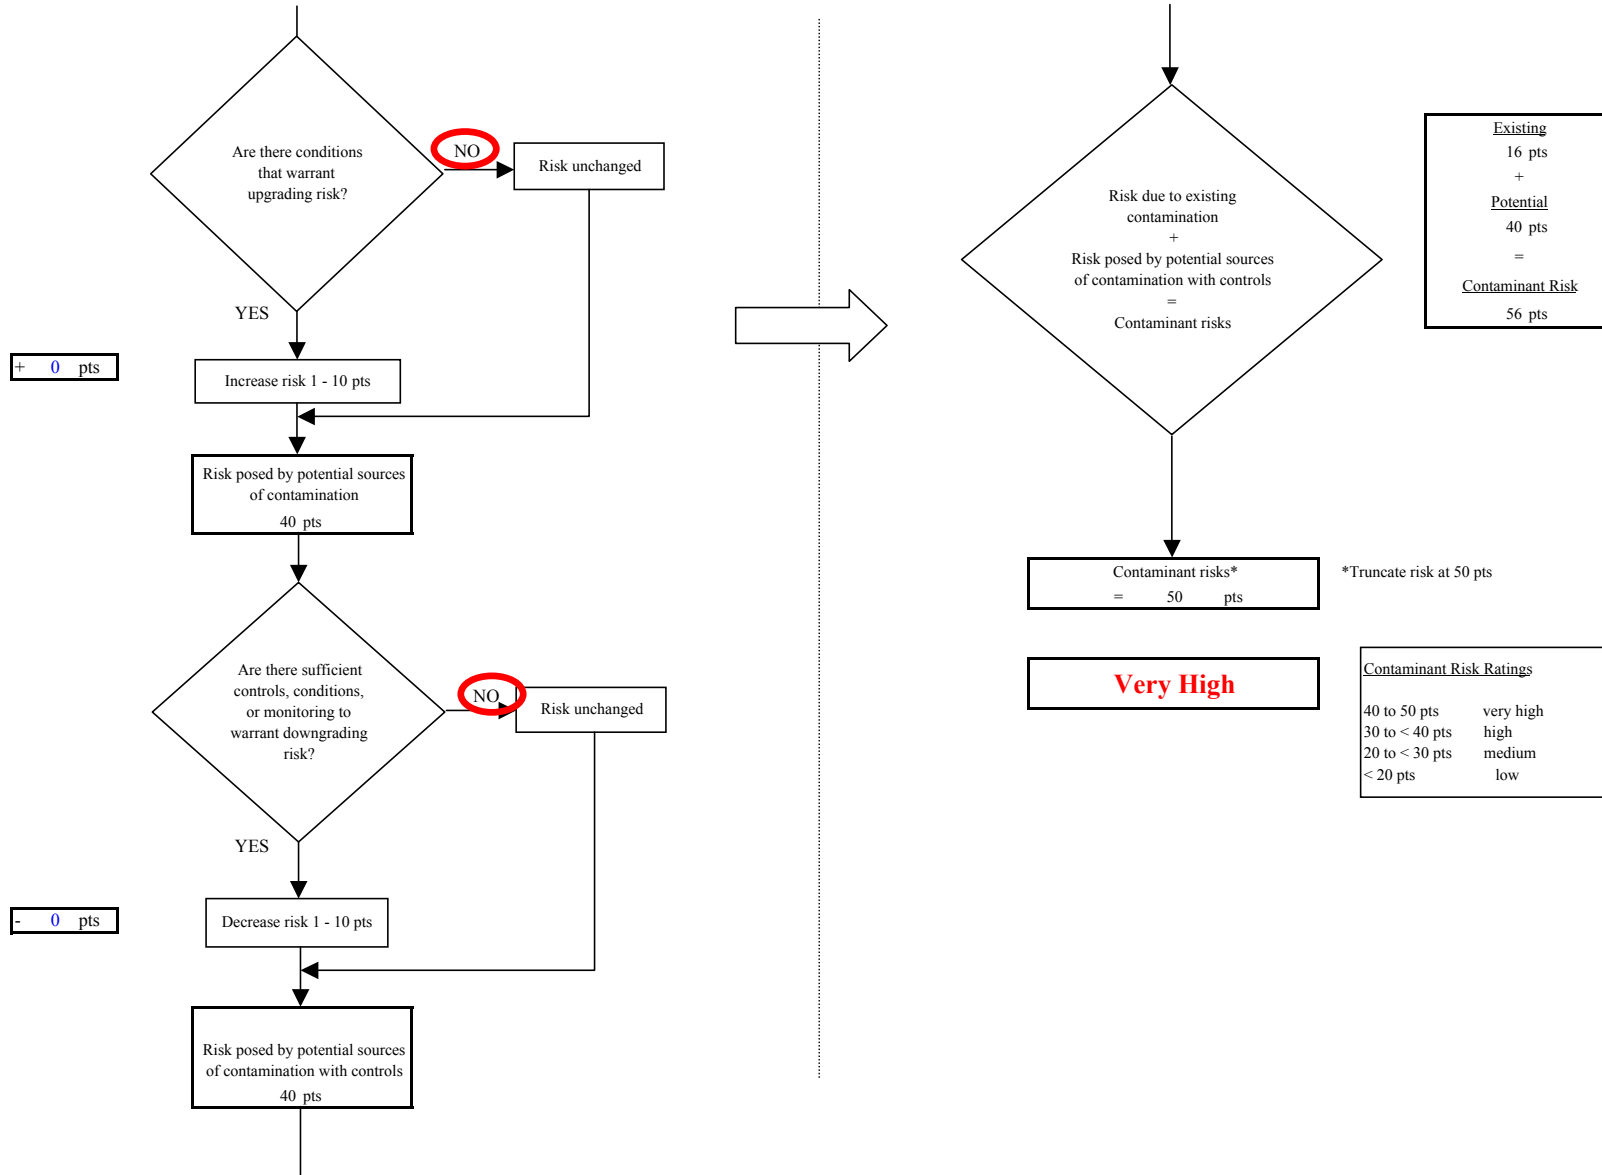 Are there conditions
that warrant
upgrading risk?
NO
Risk unchanged
YES
+ 0 pts
Increase risk 1 - 10 pts
Risk posed by potential sources
of contamination
40 pts
Are there sufficient
controls, conditions,
or monitoring to
warrant downgrading
risk?
NO
Risk unchanged
YES
- 0 pts
Decrease risk 1 - 10 pts
Risk posed by potential sources
of contamination with controls
40 pts
Risk due to existing
contamination
+
Risk posed by potential sources
of contamination with controls
=
Contaminant risks
Existing
16 pts
+
Potential
40 pts
=
Contaminant Risk
56 pts
Contaminant risks*
= 50 pts
*Truncate risk at 50 pts
Very High
Contaminant Risk Ratings
40 to 50 pts very high
30 to < 40 pts high
20 to < 30 pts medium
< 20 pts low